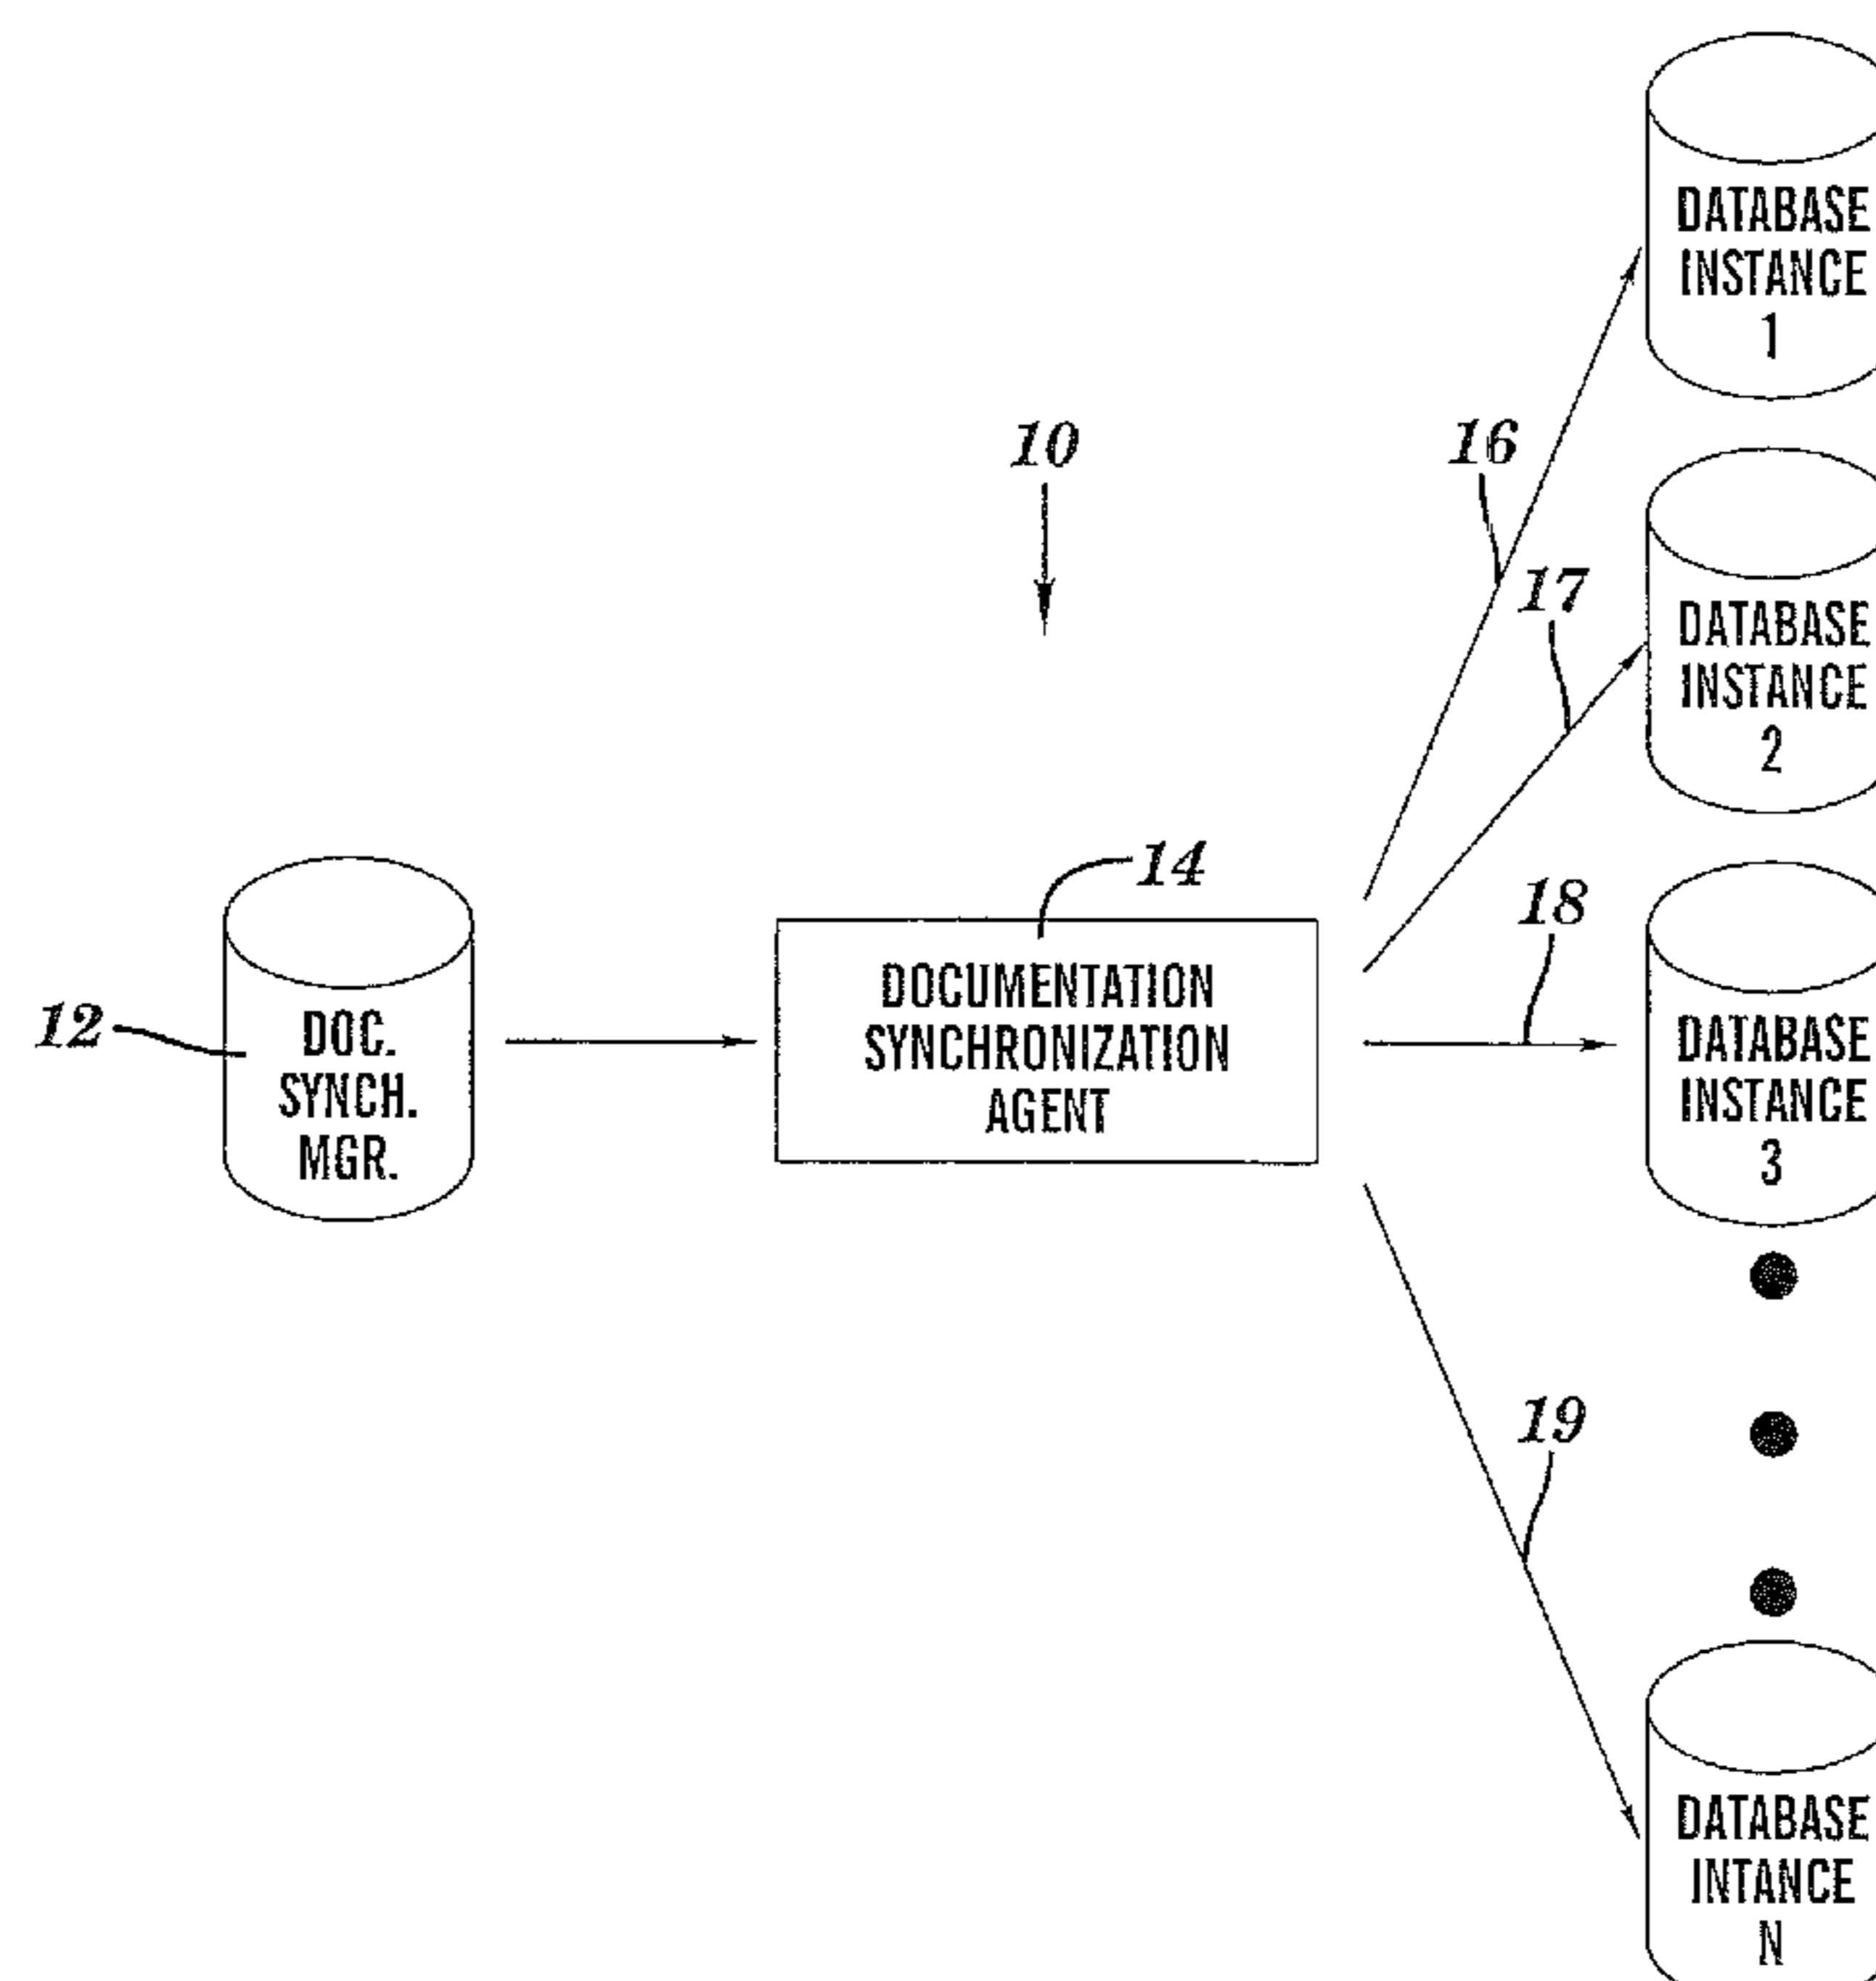 DATABASE
INSTANCE
1
10
16
DATABASE
INSTANCE
2
17
14
18
12
DOC.
SYNCH.
MGR.
DOCUMENTATION
SYNCHRONIZATION
AGENT
DATABASE
INSTANCE
3
19
DATABASE
INTANCE
N